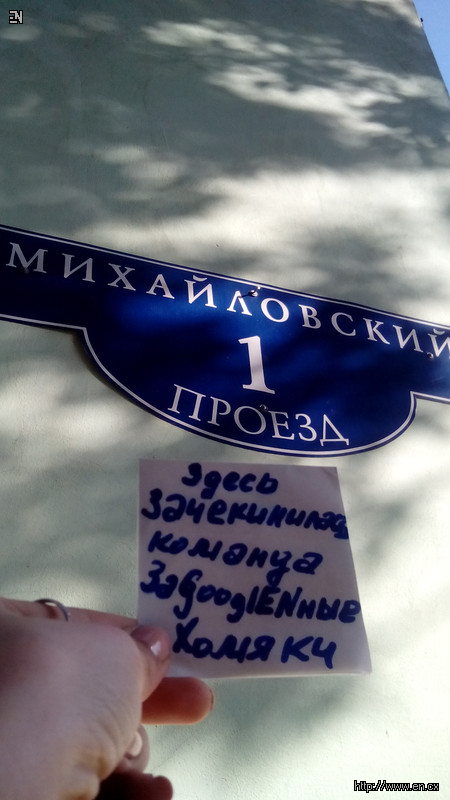 EN
МИХАЙЛОВСКИЙ
1
ПРОЕЗД
Здесь
Зачекинилась
команда
ЗаGooglENные
Хомяки
http://www.en.cx